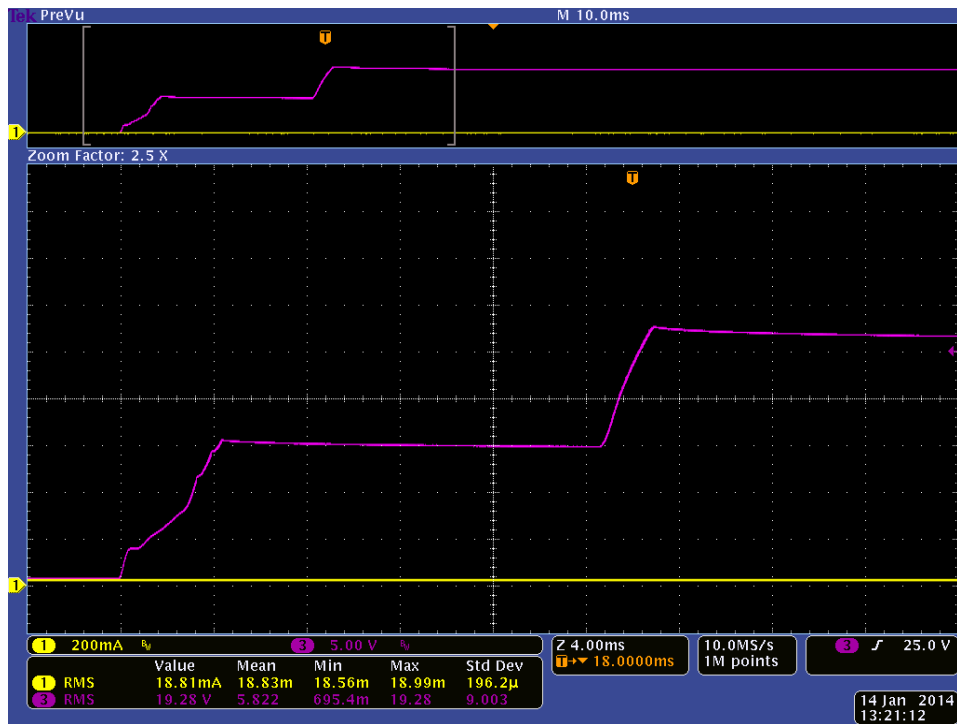 Tek PreVu M 10.0ms
T
1
Zoom Factor: 2.5 X
T
1
1 200mA Bw 3 5.00 V Bw
Z 4.00ms
T→▼ 18.0000ms
10.0MS/s
1M points
3 25.0 V
Value Mean Min Max Std Dev
1 RMS 18.81mA 18.83m 18.56m 18.99m 196.2µ
3 RMS 19.28 V 5.822 695.4m 19.28 9.003
14 Jan 2014
13:21:12